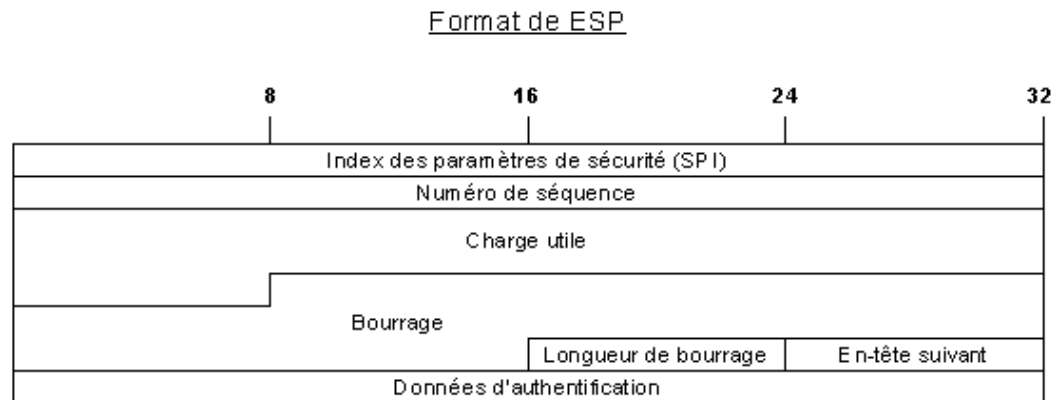 Format de ESP
8 16 24 32
Index des paramètres de sécurité (SPI)
Numéro de séquence
Charge utile
Bourrage
Longueur de bourrage En-tête suivant
Données d'authentification